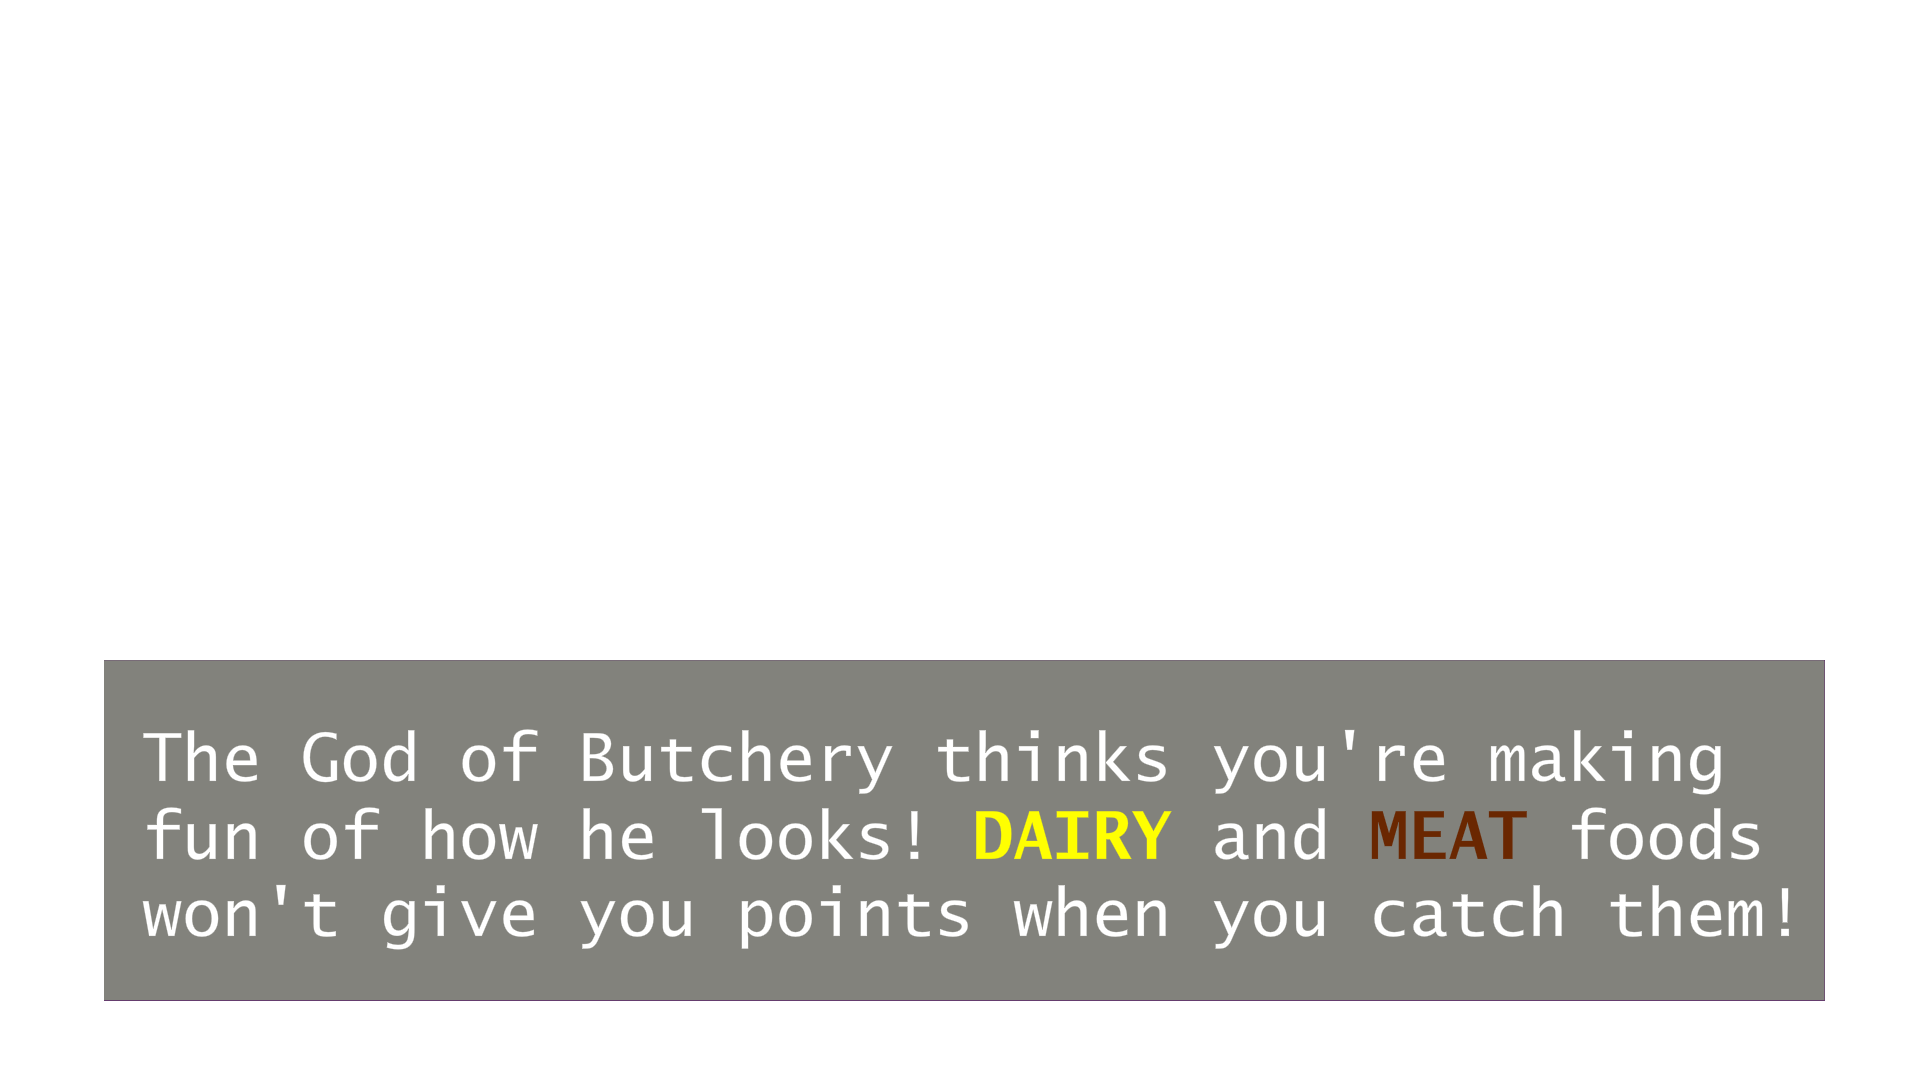 The God of Butchery thinks you're making
fun of how he looks! DAIRY and MEAT foods
won't give you points when you catch them!